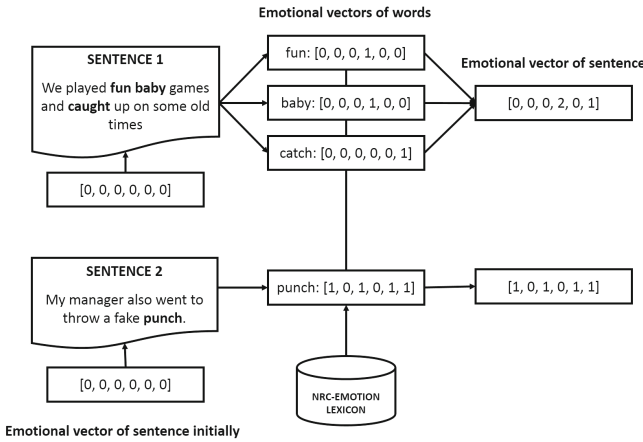 Emotional vectors of words
SENTENCE 1
We played fun baby games
and caught up on some old
times
[0, 0, 0, 0, 0, 0]
fun: [0, 0, 0, 1, 0, 0]
baby: [0, 0, 0, 1, 0, 0]
catch: [0, 0, 0, 0, 0, 1]
Emotional vector of sentence
[0, 0, 0, 2, 0, 1]
SENTENCE 2
My manager also went to
throw a fake punch.
[0, 0, 0, 0, 0, 0]
punch: [1, 0, 1, 0, 1, 1]
[1, 0, 1, 0, 1, 1]
NRC-EMOTION
LEXICON
Emotional vector of sentence initially